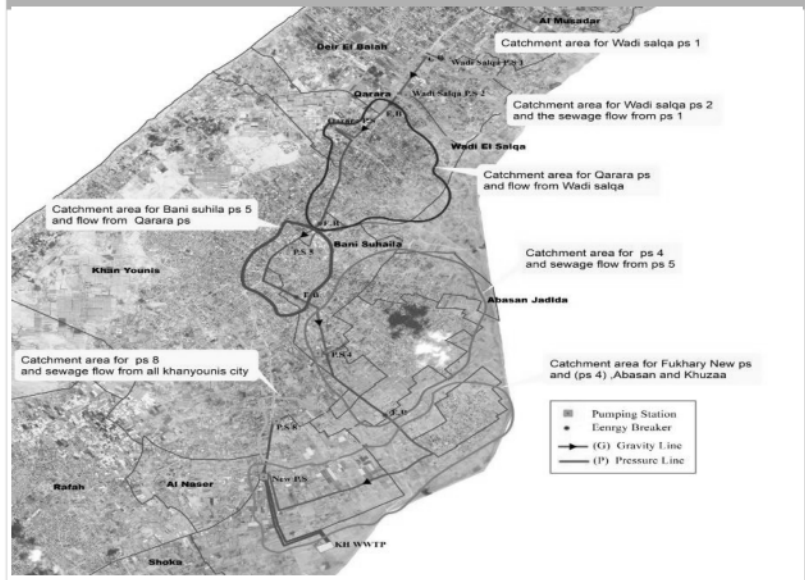 Al Musadar
Catchment area for Wadi salqa ps 1
Deir El Balah
E.B
Wadi Salqa P.S 1
Qarara
Wadi Salqa P.S 2
Catchment area for Wadi salqa ps 2
and the sewage flow from ps 1
E.B
Qarara P.S
Wadi El Salqa
Catchment area for Qarara ps
and flow from Wadi salqa
Catchment area for Bani suhila ps 5
and flow from Qarara ps
E.B
Bani Suhaila
P.S 5
Catchment area for ps 4
and sewage flow from ps 5
Khan Younis
E.B
Abasan Jadida
P.S 4
Catchment area for ps 8
and sewage flow from all khanyounis city
Catchment area for Fukhary New ps
and (ps 4) ,Abasan and Khuzaa
E.B
P.S 8
Pumping Station
Eenrgy Breaker
(G) Gravity Line
(P) Pressure Line
Rafah
Al Naser
New P.S
KH WWTP
Shoka